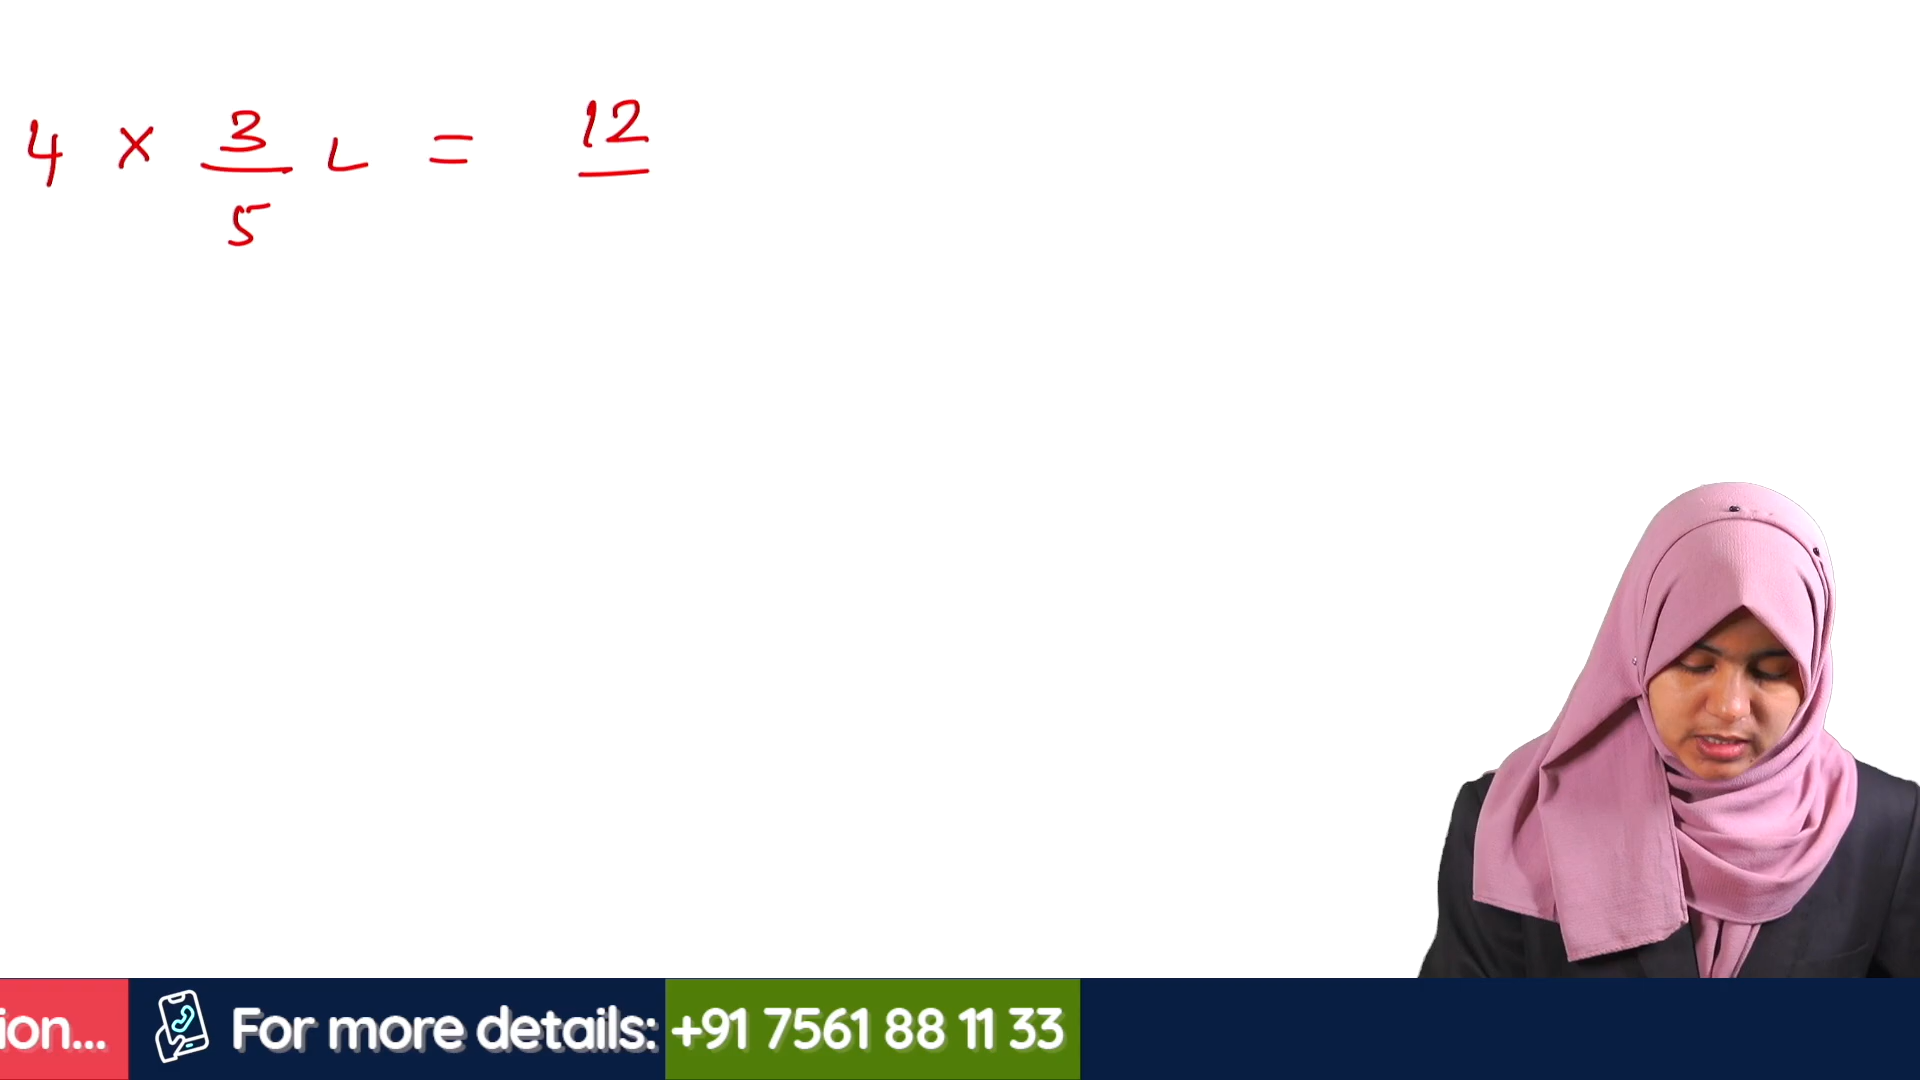 4 × 3/5 L = 12/
ion... For more details: +91 7561 88 11 33